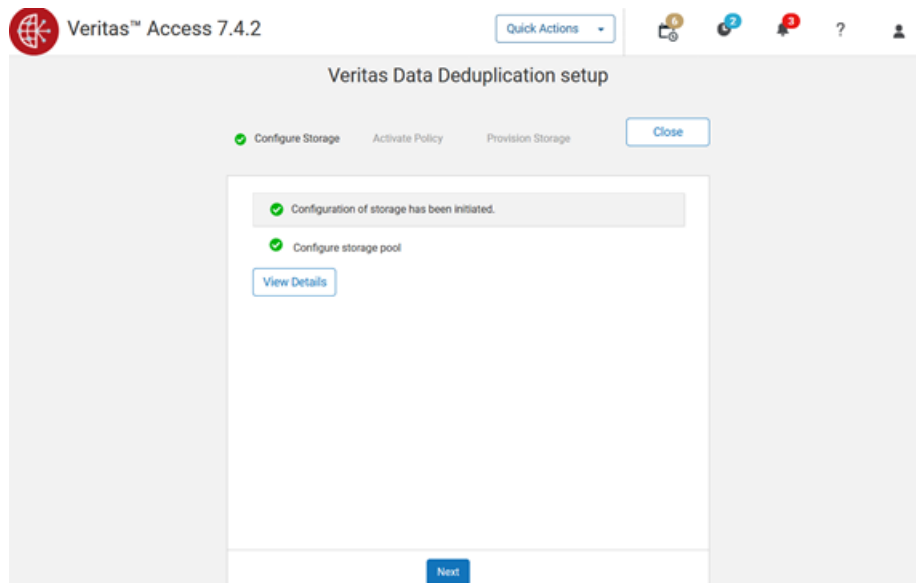 Veritas™ Access 7.4.2
Quick Actions
6
2
3
?
Veritas Data Deduplication setup
Configure Storage
Activate Policy
Provision Storage
Close
Configuration of storage has been initiated.
Configure storage pool
View Details
Next